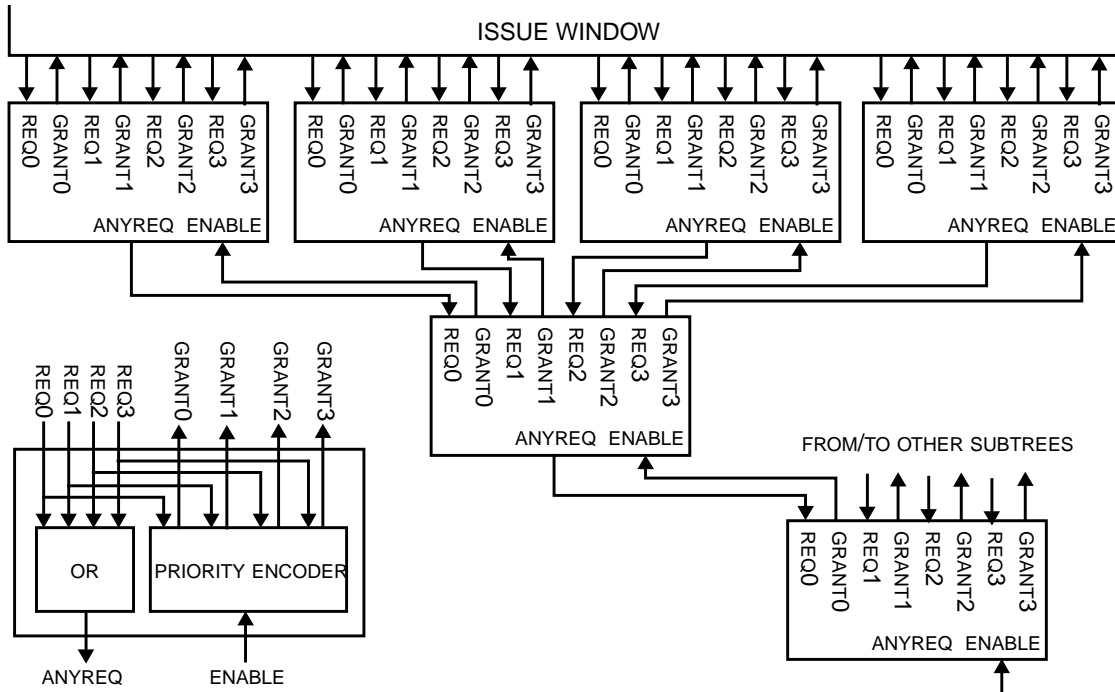 ISSUE WINDOW
REQ0 GRANT0 REQ1 GRANT1 REQ2 GRANT2 REQ3 GRANT3
ANYREQ ENABLE
REQ0 GRANT0 REQ1 GRANT1 REQ2 GRANT2 REQ3 GRANT3
ANYREQ ENABLE
REQ0 GRANT0 REQ1 GRANT1 REQ2 GRANT2 REQ3 GRANT3
ANYREQ ENABLE
REQ0 GRANT0 REQ1 GRANT1 REQ2 GRANT2 REQ3 GRANT3
ANYREQ ENABLE
REQ0 GRANT0 REQ1 GRANT1 REQ2 GRANT2 REQ3 GRANT3
ANYREQ ENABLE
REQ0 REQ1 REQ2 REQ3 GRANT0 GRANT1 GRANT2 GRANT3
OR
PRIORITY ENCODER
ANYREQ
ENABLE
FROM/TO OTHER SUBTREES
REQ0 GRANT0 REQ1 GRANT1 REQ2 GRANT2 REQ3 GRANT3
ANYREQ ENABLE